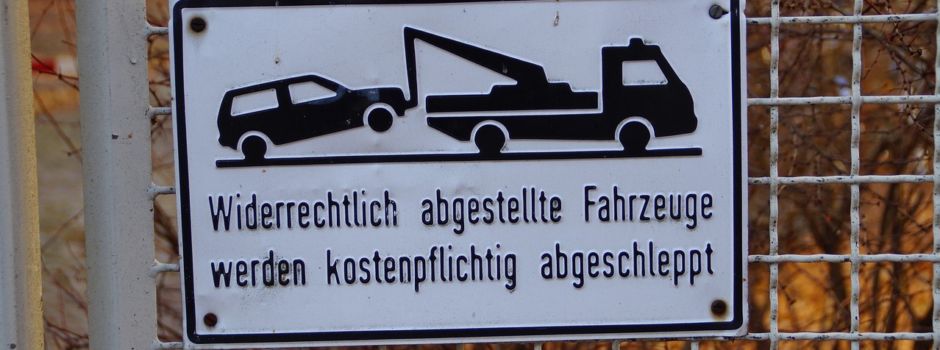 Widerrechtlich abgestellte Fahrzeuge
werden kostenpflichtig abgeschleppt